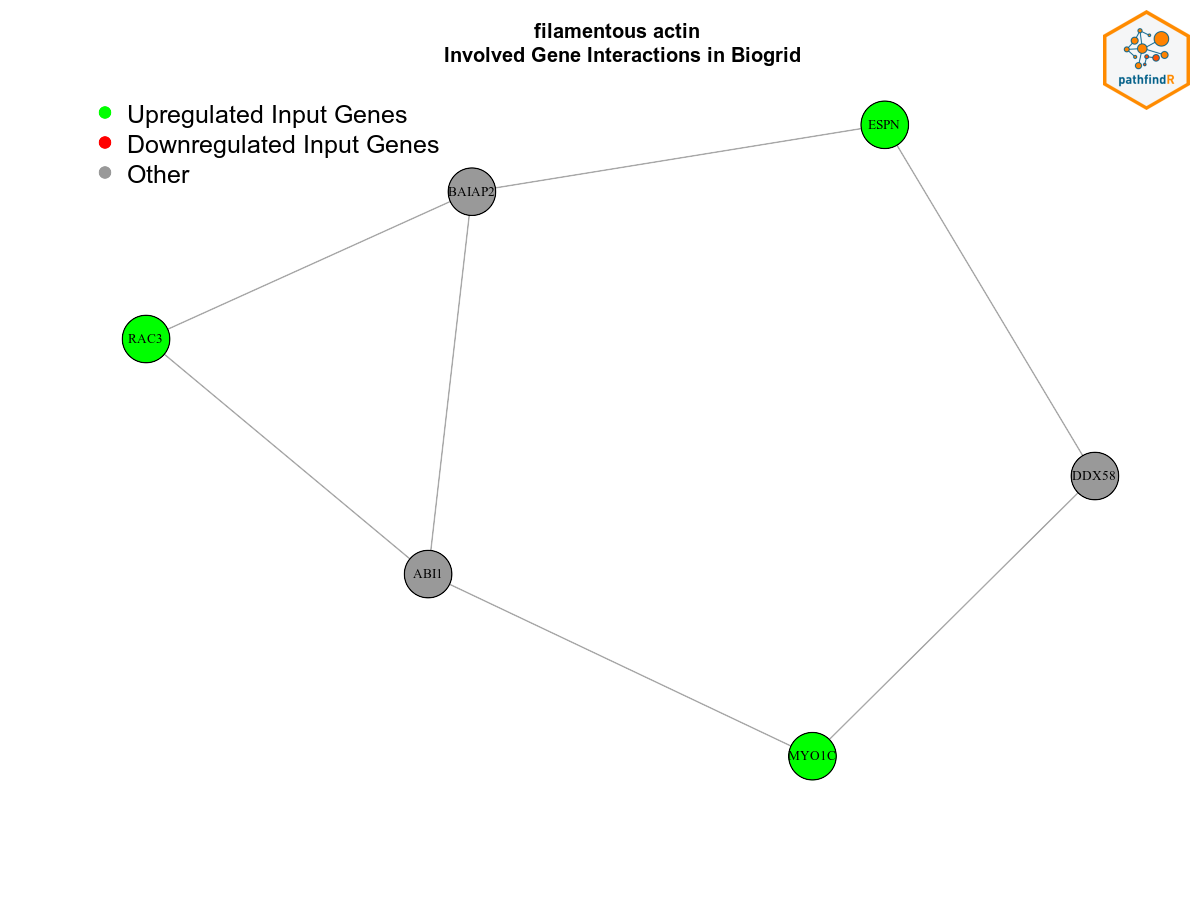 filamentous actin
Involved Gene Interactions in Biogrid
pathfindR
Upregulated Input Genes
Downregulated Input Genes
Other
ESPN
BAIAP2
RAC3
DDX58
ABI1
MYO1C